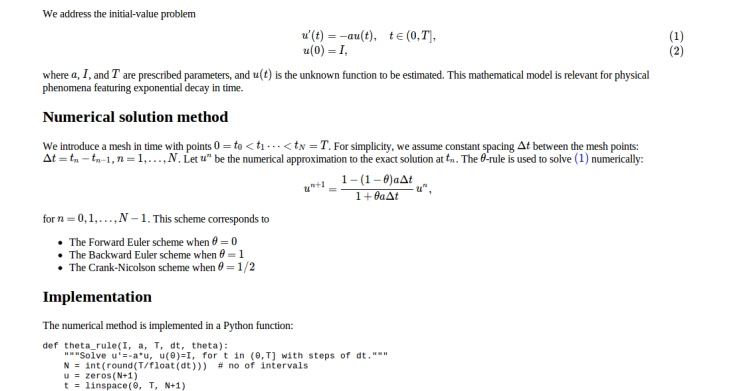 We address the initial-value problem
u′(t) = −au(t),   t ∈ (0, T],   (1)
u(0) = I,   (2)
where a, I, and T are prescribed parameters, and u(t) is the unknown function to be estimated. This mathematical model is relevant for physical
phenomena featuring exponential decay in time.
Numerical solution method
We introduce a mesh in time with points 0 = t₀ < t₁ ⋯ < t_N = T. For simplicity, we assume constant spacing Δt between the mesh points:
Δt = tₙ − tₙ₋₁, n = 1, …, N. Let uⁿ be the numerical approximation to the exact solution at tₙ. The θ-rule is used to solve (1) numerically:
uⁿ⁺¹ = (1 − (1 − θ)aΔt)/(1 + θaΔt) uⁿ,
for n = 0, 1, …, N − 1. This scheme corresponds to
• The Forward Euler scheme when θ = 0
• The Backward Euler scheme when θ = 1
• The Crank-Nicolson scheme when θ = 1/2
Implementation
The numerical method is implemented in a Python function:
def theta_rule(I, a, T, dt, theta):
    """Solve u'=-a*u, u(0)=I, for t in (0,T] with steps of dt."""
    N = int(round(T/float(dt)))  # no of intervals
    u = zeros(N+1)
    t = linspace(0, T, N+1)